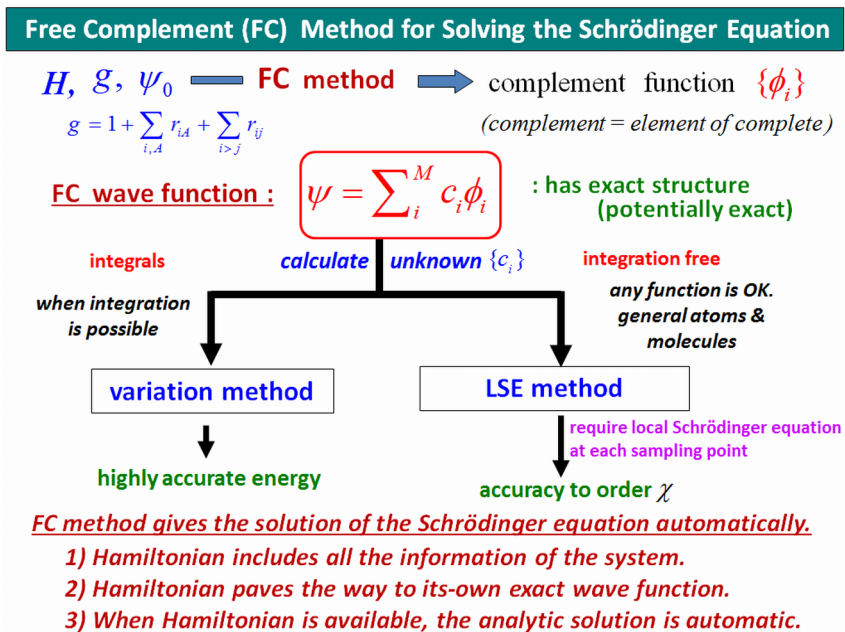 Free Complement (FC) Method for Solving the Schrödinger Equation
H, g, ψ₀ FC method complement function {ϕᵢ}
g = 1 + ∑_{i,A} r_{iA} + ∑_{i>j} r_{ij} (complement = element of complete)
FC wave function : ψ = ∑_i^M cᵢϕᵢ : has exact structure
(potentially exact)
integrals calculate unknown {cᵢ} integration free
when integration
is possible
any function is OK.
general atoms &
molecules
variation method LSE method
require local Schrödinger equation
at each sampling point
highly accurate energy accuracy to order χ
FC method gives the solution of the Schrödinger equation automatically.
1) Hamiltonian includes all the information of the system.
2) Hamiltonian paves the way to its-own exact wave function.
3) When Hamiltonian is available, the analytic solution is automatic.